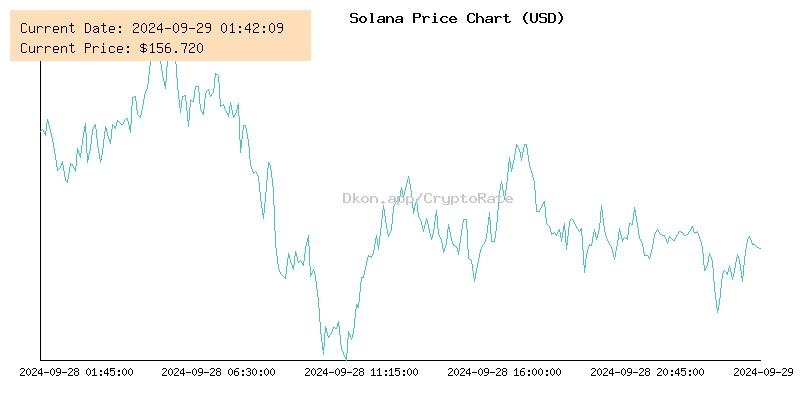 Solana Price Chart (USD)
Current Date: 2024-09-29 01:42:09
Current Price: $156.720
Dkon.app/CryptoRate
2024-09-28 01:45:00 2024-09-28 06:30:00 2024-09-28 11:15:00 2024-09-28 16:00:00 2024-09-28 20:45:00 2024-09-29